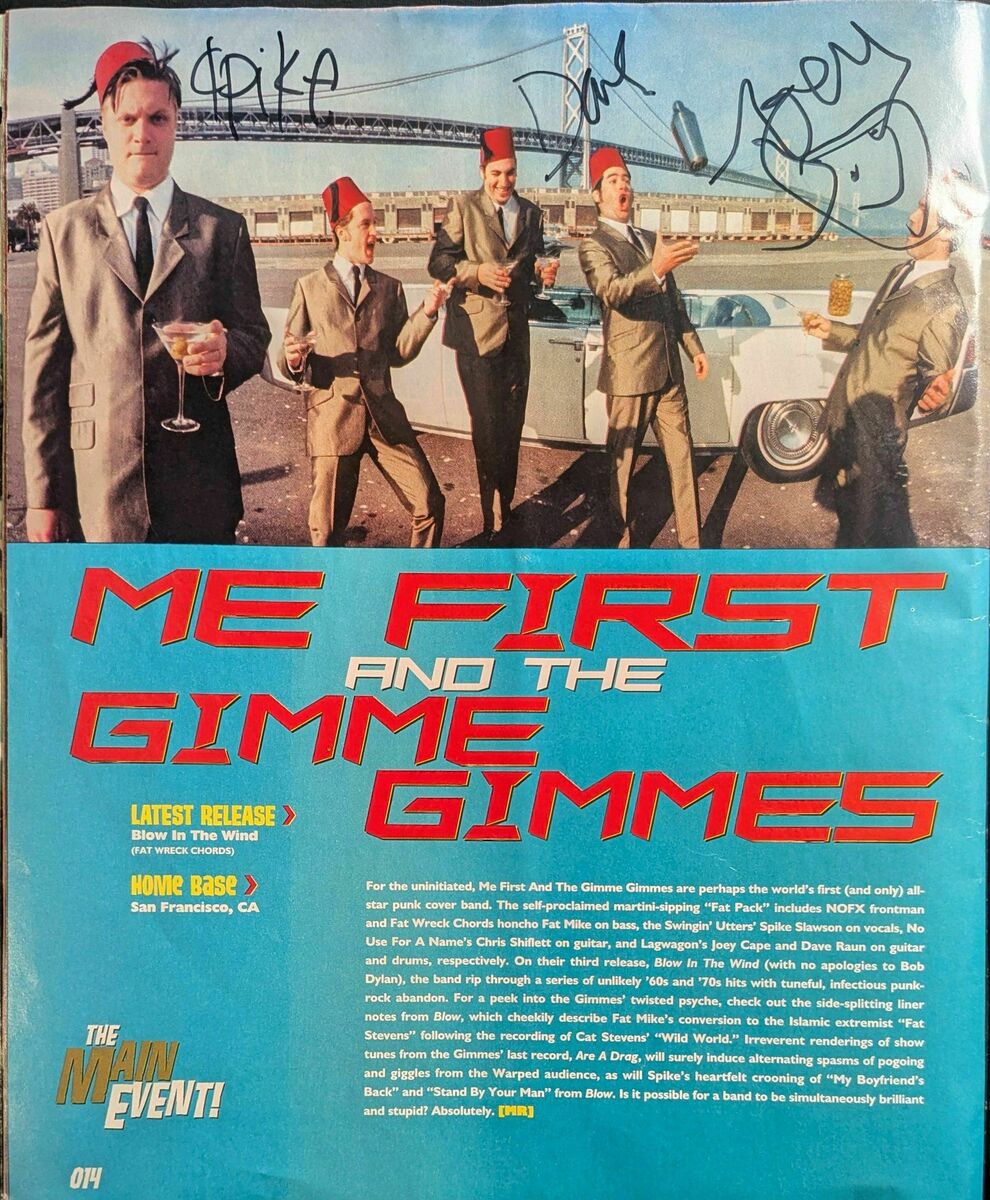 Spike Dave Joey
ME FIRST
AND THE
GIMME
GIMMES
LATEST RELEASE
Blow In The Wind
(FAT WRECK CHORDS)
HOME BASE
San Francisco, CA
For the uninitiated, Me First And The Gimme Gimmes are perhaps the world's first (and only) all-
star punk cover band. The self-proclaimed martini-sipping "Fat Pack" includes NOFX frontman
and Fat Wreck Chords honcho Fat Mike on bass, the Swingin' Utters' Spike Slawson on vocals, No
Use For A Name's Chris Shiflett on guitar, and Lagwagon's Joey Cape and Dave Raun on guitar
and drums, respectively. On their third release, Blow In The Wind (with no apologies to Bob
Dylan), the band rip through a series of unlikely '60s and '70s hits with tuneful, infectious punk-
rock abandon. For a peek into the Gimmes' twisted psyche, check out the side-splitting liner
notes from Blow, which cheekily describe Fat Mike's conversion to the Islamic extremist "Fat
Stevens" following the recording of Cat Stevens' "Wild World." Irreverent renderings of show
tunes from the Gimmes' last record, Are A Drag, will surely induce alternating spasms of pogoing
and giggles from the Warped audience, as will Spike's heartfelt crooning of "My Boyfriend's
Back" and "Stand By Your Man" from Blow. Is it possible for a band to be simultaneously brilliant
and stupid? Absolutely. [MR]
THE
MAIN
EVENT!
014